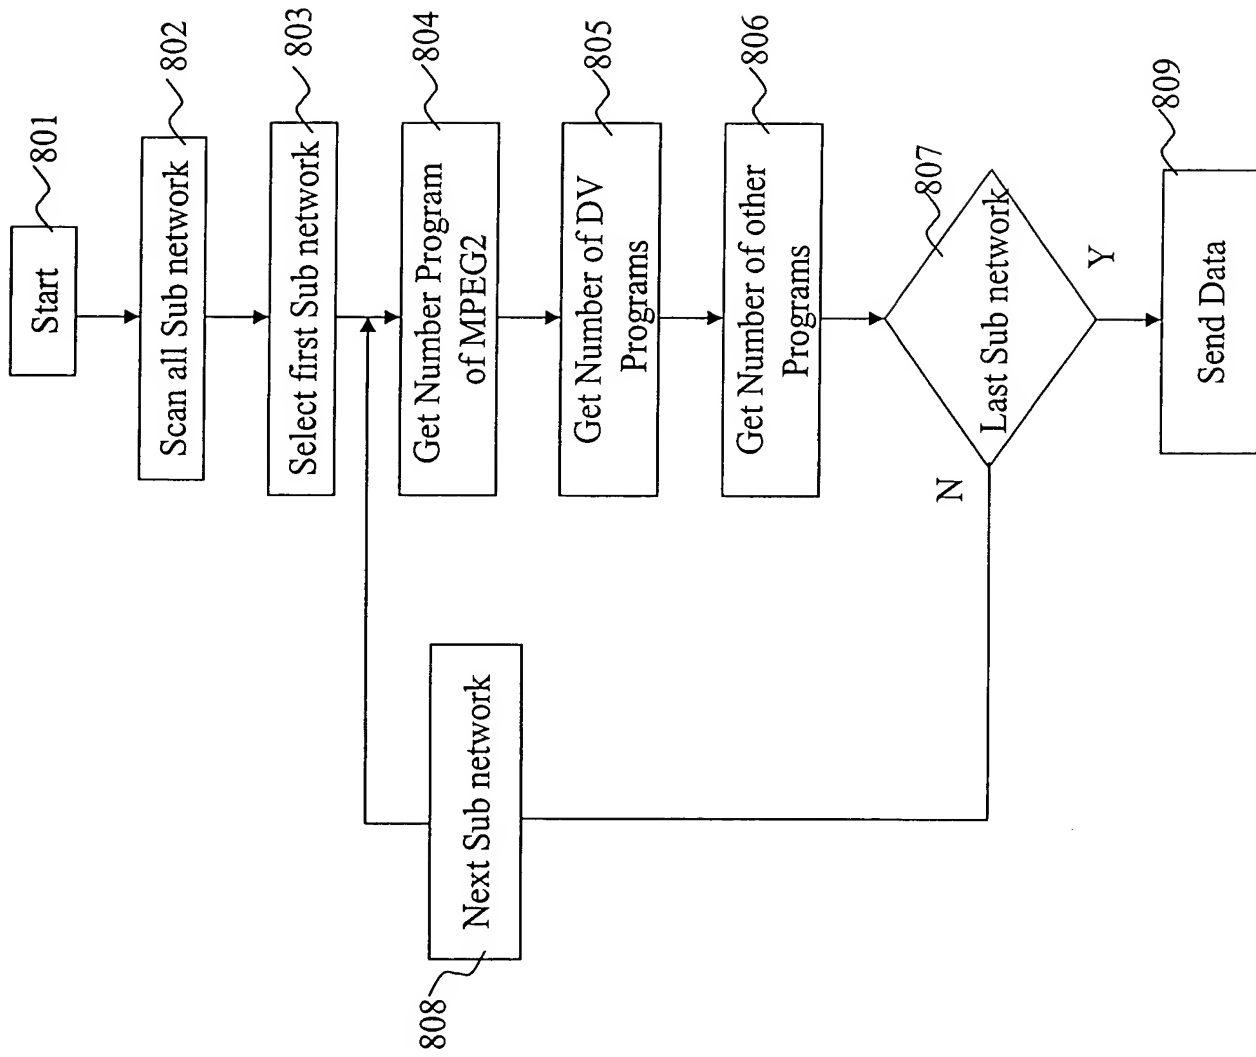 Start
801
Scan all Sub network
802
Select first Sub network
803
Get Number Program
of MPEG2
804
Get Number of DV
Programs
805
Get Number of other
Programs
806
Last Sub network
807
N
Y
Next Sub network
808
Send Data
809